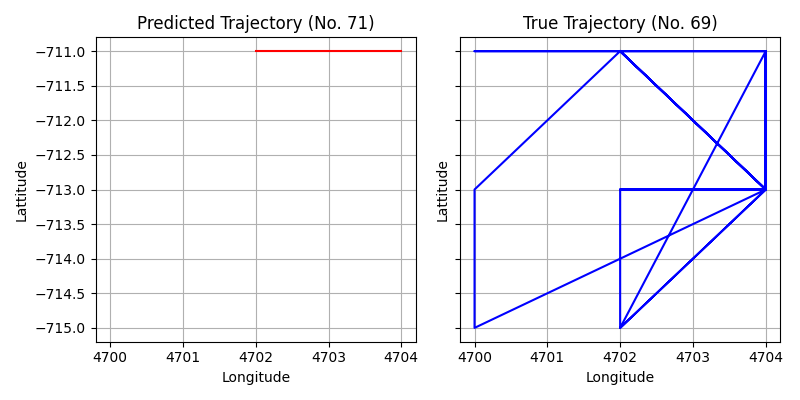 Predicted Trajectory (No. 71)
True Trajectory (No. 69)
−711.0
−711.5
−712.0
−712.5
−713.0
−713.5
−714.0
−714.5
−715.0
Lattitude
Lattitude
4700 4701 4702 4703 4704
4700 4701 4702 4703 4704
Longitude
Longitude